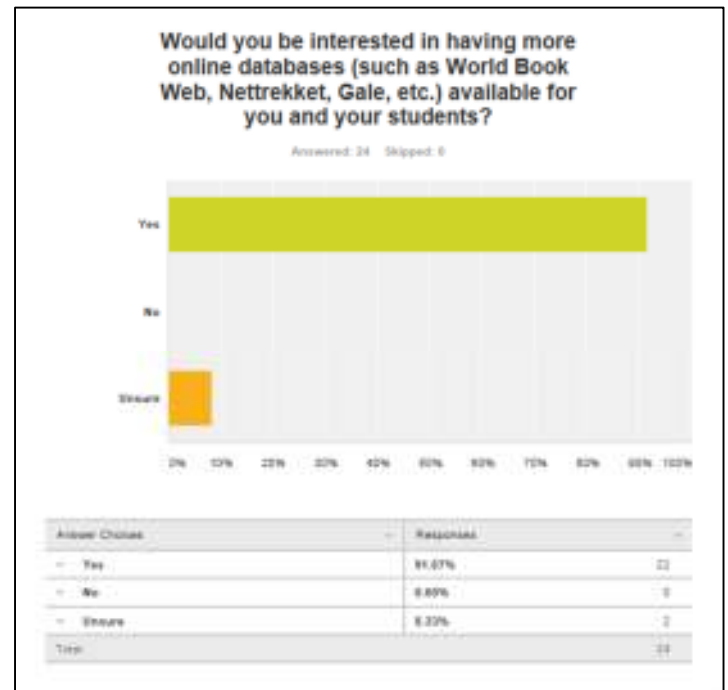 Would you be interested in having more
online databases (such as World Book
Web, Nettrekket, Gale, etc.) available for
you and your students?
Answered: 24 Skipped: 0
Yes
No
Unsure
0% 10% 20% 30% 40% 50% 60% 70% 80% 90% 100%
Answer Choices Responses
Yes 91.67% 22
No 0.00% 0
Unsure 8.33% 2
Total 24